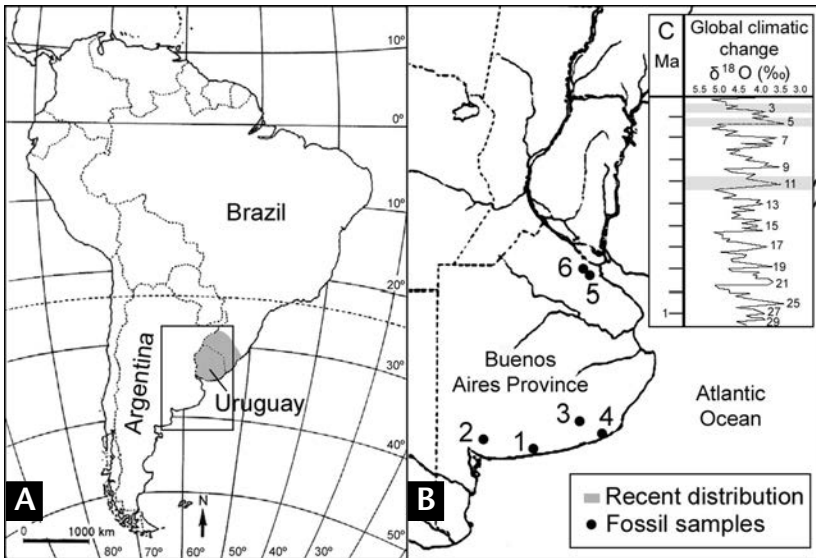 10°
0°
10°
20°
30°
40°
50°
Brazil
Argentina
Uruguay
A
N
0 1000 km
80° 70° 60° 50° 40° 30°
6
5
Buenos
Aires Province
3
4
2
1
Atlantic
Ocean
B
Recent distribution
Fossil samples
C
Ma
Global climatic
change
δ18 O (‰)
5.5 5.0 4.5 4.0 3.5 3.0
3
5
7
9
11
13
15
17
19
21
25
1
27
29